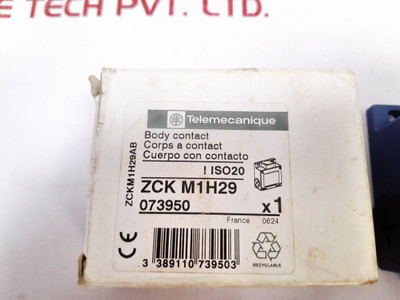 E TECH PVT. LTD.
Telemecanique
Body contact
Corps a contact
Cuerpo con contacto
! ISO20
ZCK M1H29
073950 x1
France 0624
ZCKM1H29AB
CE
3 389110 739503
RECYCLABLE